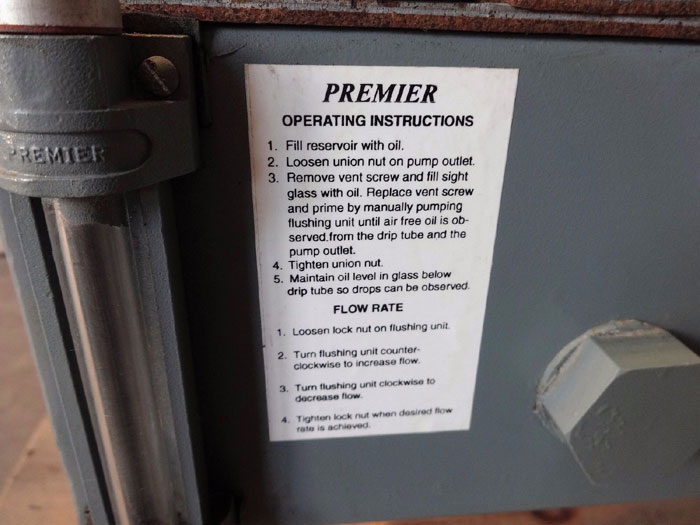 PREMIER
PREMIER
OPERATING INSTRUCTIONS
1. Fill reservoir with oil.
2. Loosen union nut on pump outlet.
3. Remove vent screw and fill sight
glass with oil. Replace vent screw
and prime by manually pumping
flushing unit until air free oil is ob-
served.from the drip tube and the
pump outlet.
4. Tighten union nut.
5. Maintain oil level in glass below
drip tube so drops can be observed.
FLOW RATE
1. Loosen lock nut on flushing unit.
2. Turn flushing unit counter-
clockwise to increase flow.
3. Turn flushing unit clockwise to
decrease flow.
4. Tighten lock nut when desired flow
rate is achieved.